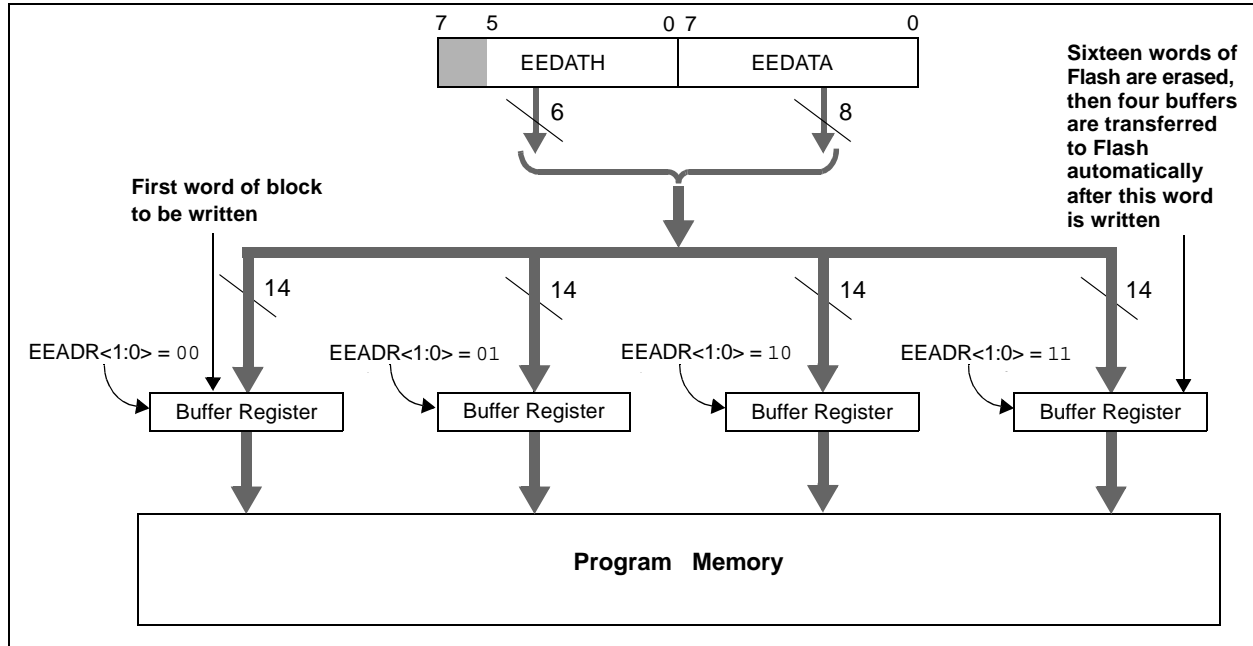 7 5 0 7 0
EEDATH EEDATA
6 8
Sixteen words of
Flash are erased,
then four buffers
are transferred
to Flash
automatically
after this word
is written
First word of block
to be written
14 14 14 14
EEADR<1:0> = 00 EEADR<1:0> = 01 EEADR<1:0> = 10 EEADR<1:0> = 11
Buffer Register Buffer Register Buffer Register Buffer Register
Program Memory